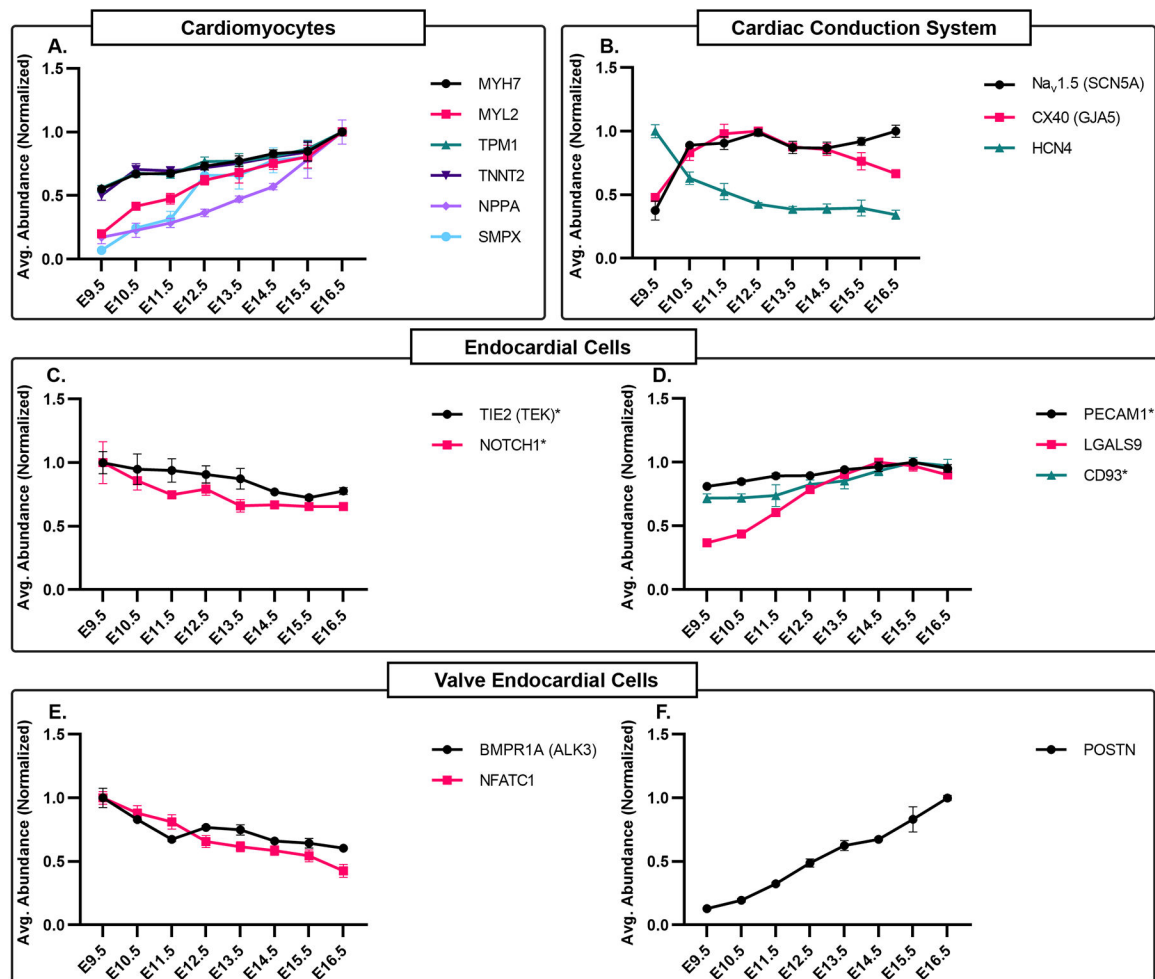 Cardiomyocytes
A.
Avg. Abundance (Normalized)
1.5
1.0
0.5
0.0
E9.5
E10.5
E11.5
E12.5
E13.5
E14.5
E15.5
E16.5
MYH7
MYL2
TPM1
TNNT2
NPPA
SMPX
Cardiac Conduction System
B.
Avg. Abundance (Normalized)
1.5
1.0
0.5
0.0
E9.5
E10.5
E11.5
E12.5
E13.5
E14.5
E15.5
E16.5
Nav1.5 (SCN5A)
CX40 (GJA5)
HCN4
Endocardial Cells
C.
Avg. Abundance (Normalized)
1.5
1.0
0.5
0.0
E9.5
E10.5
E11.5
E12.5
E13.5
E14.5
E15.5
E16.5
TIE2 (TEK)*
NOTCH1*
D.
Avg. Abundance (Normalized)
1.5
1.0
0.5
0.0
E9.5
E10.5
E11.5
E12.5
E13.5
E14.5
E15.5
E16.5
PECAM1*
LGALS9
CD93*
Valve Endocardial Cells
E.
Avg. Abundance (Normalized)
1.5
1.0
0.5
0.0
E9.5
E10.5
E11.5
E12.5
E13.5
E14.5
E15.5
E16.5
BMPR1A (ALK3)
NFATC1
F.
Avg. Abundance (Normalized)
1.5
1.0
0.5
0.0
E9.5
E10.5
E11.5
E12.5
E13.5
E14.5
E15.5
E16.5
POSTN